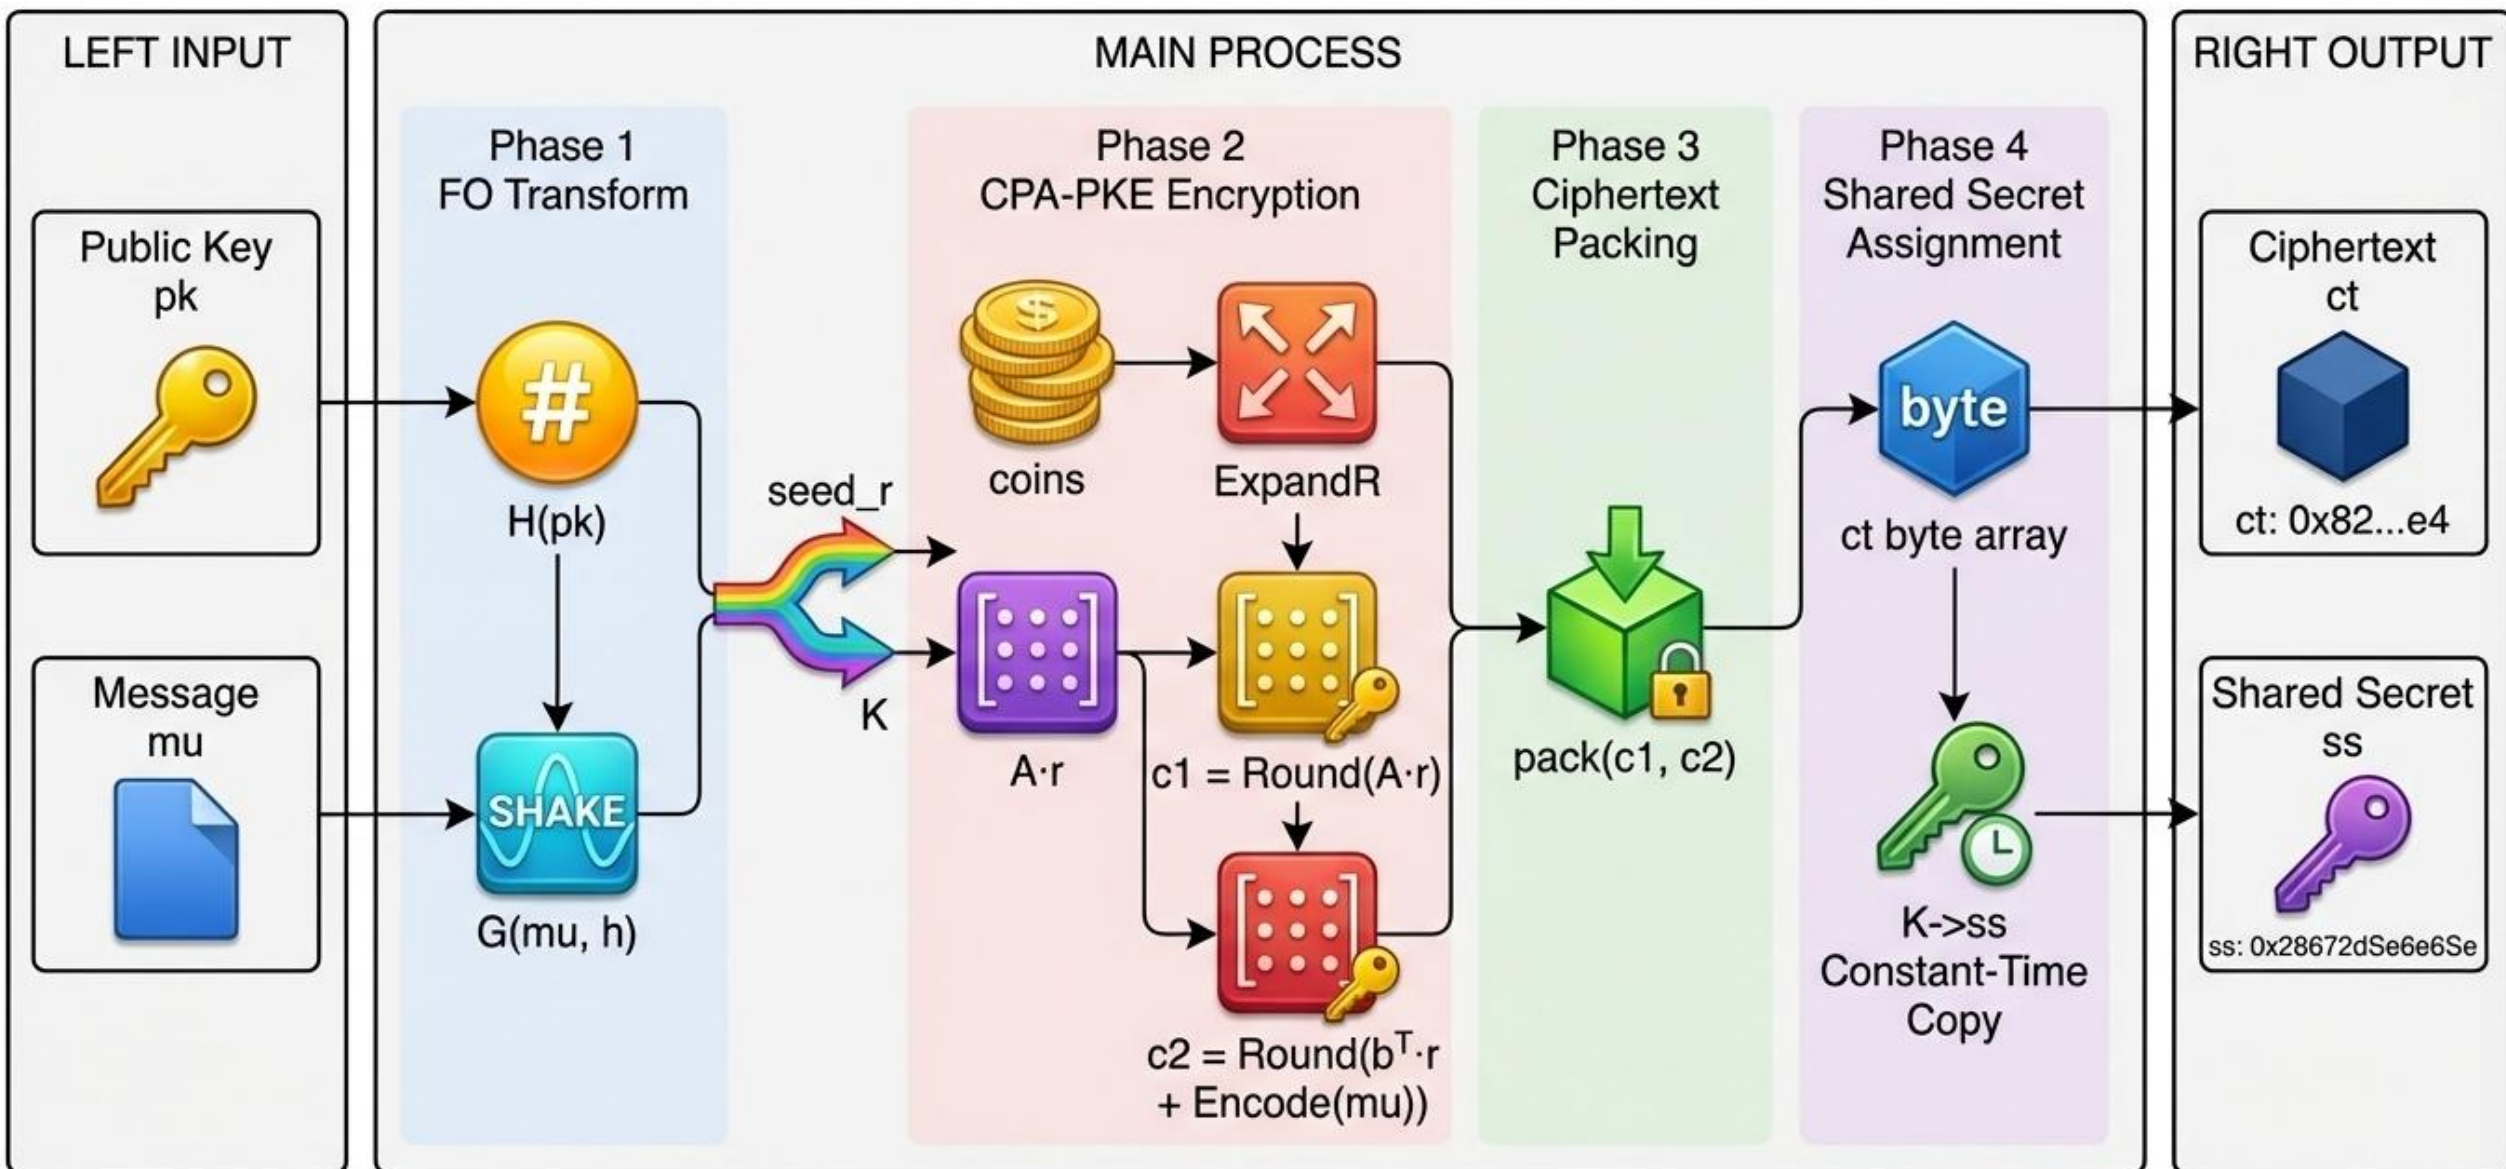 LEFT INPUT
Public Key
pk
Message
mu
MAIN PROCESS
Phase 1
FO Transform
#
H(pk)
SHAKE
G(mu, h)
seed_r
K
Phase 2
CPA-PKE Encryption
$
coins
ExpandR
A·r
c1 = Round(A·r)
c2 = Round(bᵀ·r
+ Encode(mu))
Phase 3
Ciphertext
Packing
pack(c1, c2)
Phase 4
Shared Secret
Assignment
byte
ct byte array
K->ss
Constant-Time
Copy
RIGHT OUTPUT
Ciphertext
ct
ct: 0x82...e4
Shared Secret
ss
ss: 0x28672dSe6e6Se